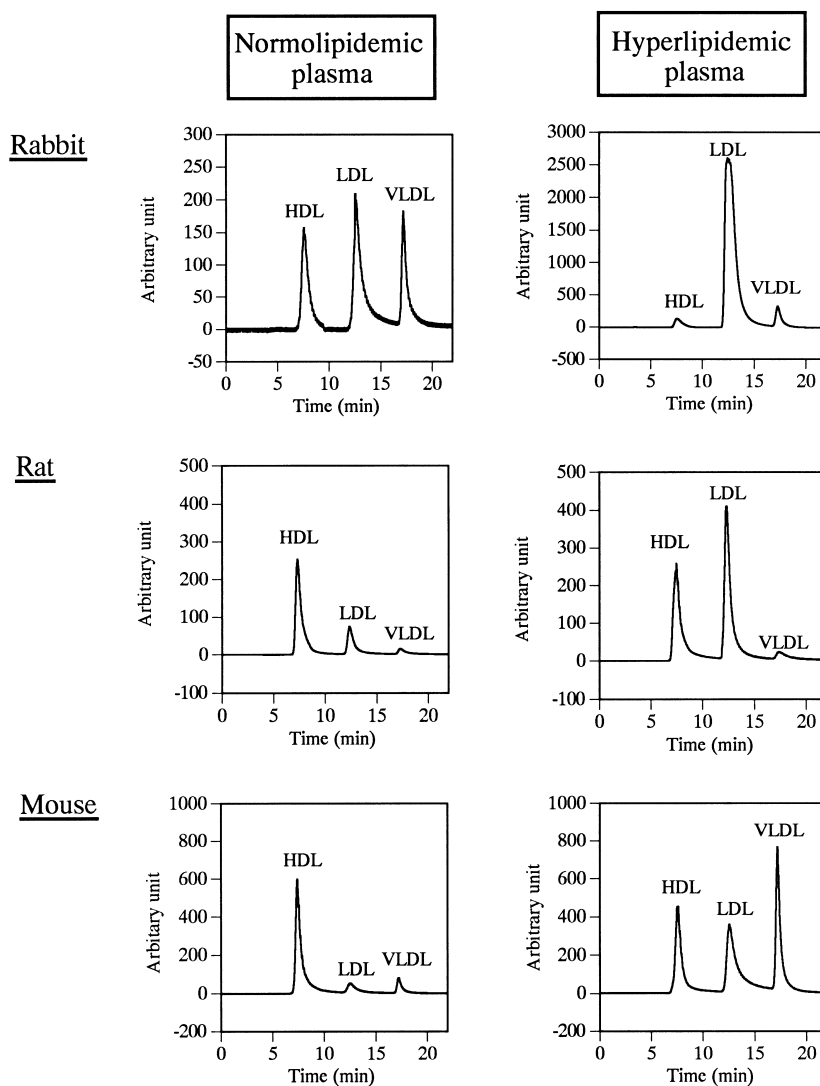 Normolipidemic
plasma
Hyperlipidemic
plasma
Rabbit
300
250
200
150
100
50
0
-50
Arbitrary unit
HDL
LDL
VLDL
0
5
10
15
20
Time (min)
3000
2500
2000
1500
1000
500
0
-500
Arbitrary unit
HDL
LDL
VLDL
0
5
10
15
20
Time (min)
Rat
500
400
300
200
100
0
-100
Arbitrary unit
HDL
LDL
VLDL
0
5
10
15
20
Time (min)
500
400
300
200
100
0
-100
Arbitrary unit
HDL
LDL
VLDL
0
5
10
15
20
Time (min)
Mouse
1000
800
600
400
200
0
-200
Arbitary unit
HDL
LDL
VLDL
0
5
10
15
20
Time (min)
1000
800
600
400
200
0
-200
Arbitrary unit
HDL
LDL
VLDL
0
5
10
15
20
Time (min)